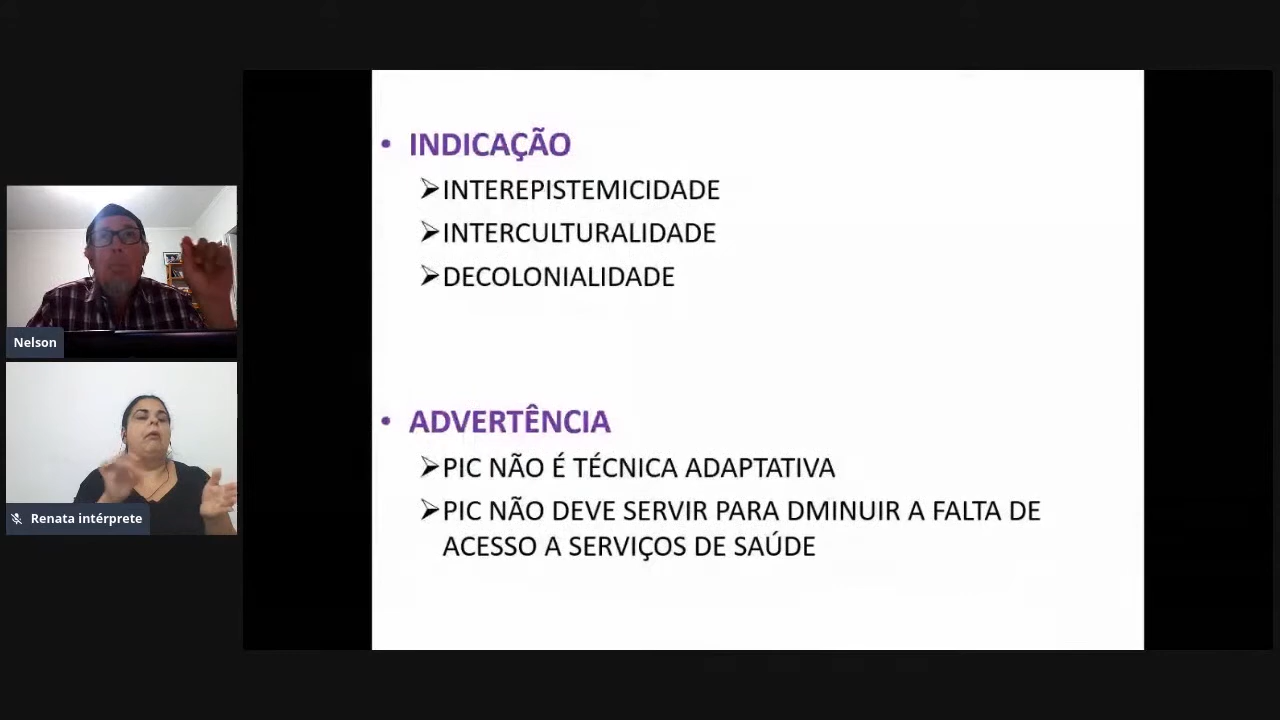 INDICAÇÃO
INTEREPISTEMICIDADE
INTERCULTURALIDADE
DECOLONIALIDADE
Nelson
ADVERTÊNCIA
PIC NÃO É TÉCNICA ADAPTATIVA
PIC NÃO DEVE SERVIR PARA DMINUIR A FALTA DE
ACESSO A SERVIÇOS DE SAÚDE
Renata intérprete